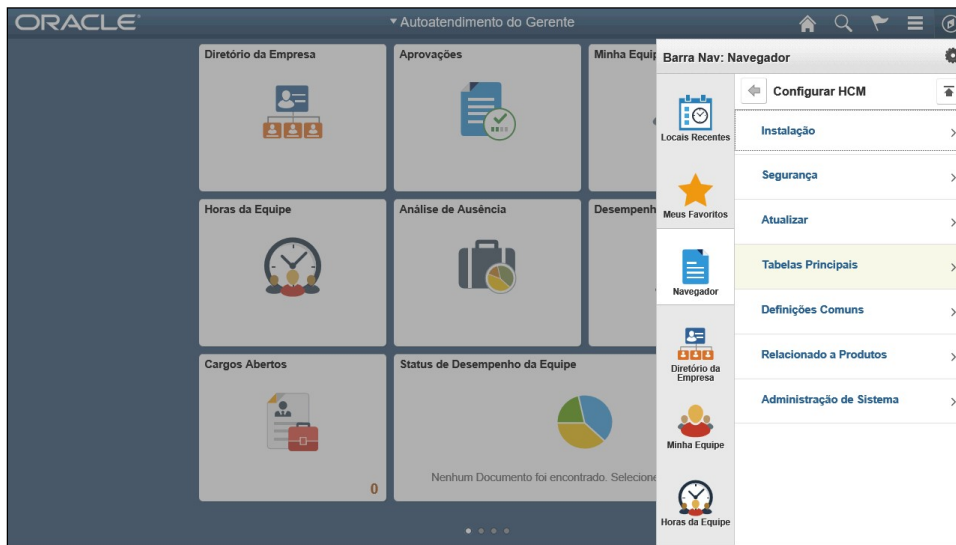 ORACLE
Autoatendimento do Gerente
Diretório da Empresa
Aprovações
Minha Equip
Horas da Equipe
Análise de Ausência
Desempenh
Cargos Abertos
0
Status de Desempenho da Equipe
Nenhum Documento foi encontrado. Selecione
Barra Nav: Navegador
Locais Recentes
Meus Favoritos
Navegador
Diretório da
Empresa
Minha Equipe
Horas da Equipe
Configurar HCM
Instalação
Segurança
Atualizar
Tabelas Principais
Definições Comuns
Relacionado a Produtos
Administração de Sistema